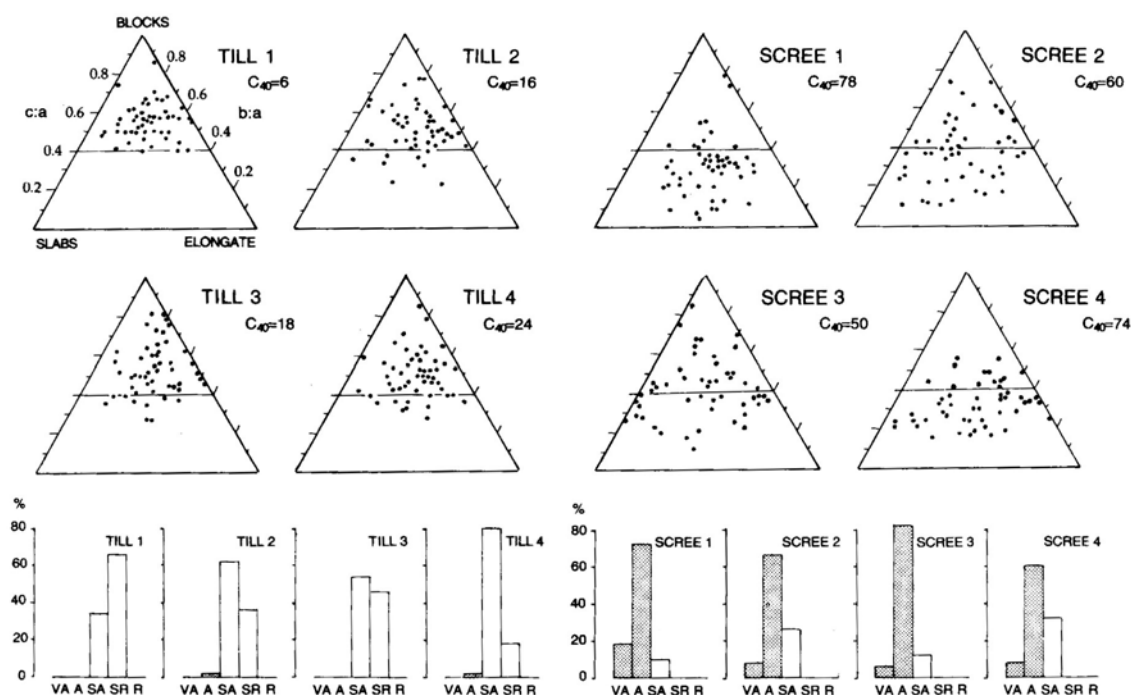 BLOCKS
TILL 1
C40=6
0.8
0.8
0.6
0.6
c:a
b:a
0.4
0.4
0.2
0.2
SLABS
ELONGATE
TILL 2
C40=16
SCREE 1
C40=78
SCREE 2
C40=60
TILL 3
C40=18
TILL 4
C40=24
SCREE 3
C40=50
SCREE 4
C40=74
%
80
60
40
20
0
TILL 1
VA A SA SR R
TILL 2
VA A SA SR R
TILL 3
VA A SA SR R
TILL 4
VA A SA SR R
%
80
60
40
20
0
SCREE 1
VA A SA SR R
SCREE 2
VA A SA SR R
SCREE 3
VA A SA SR R
SCREE 4
VA A SA SR R